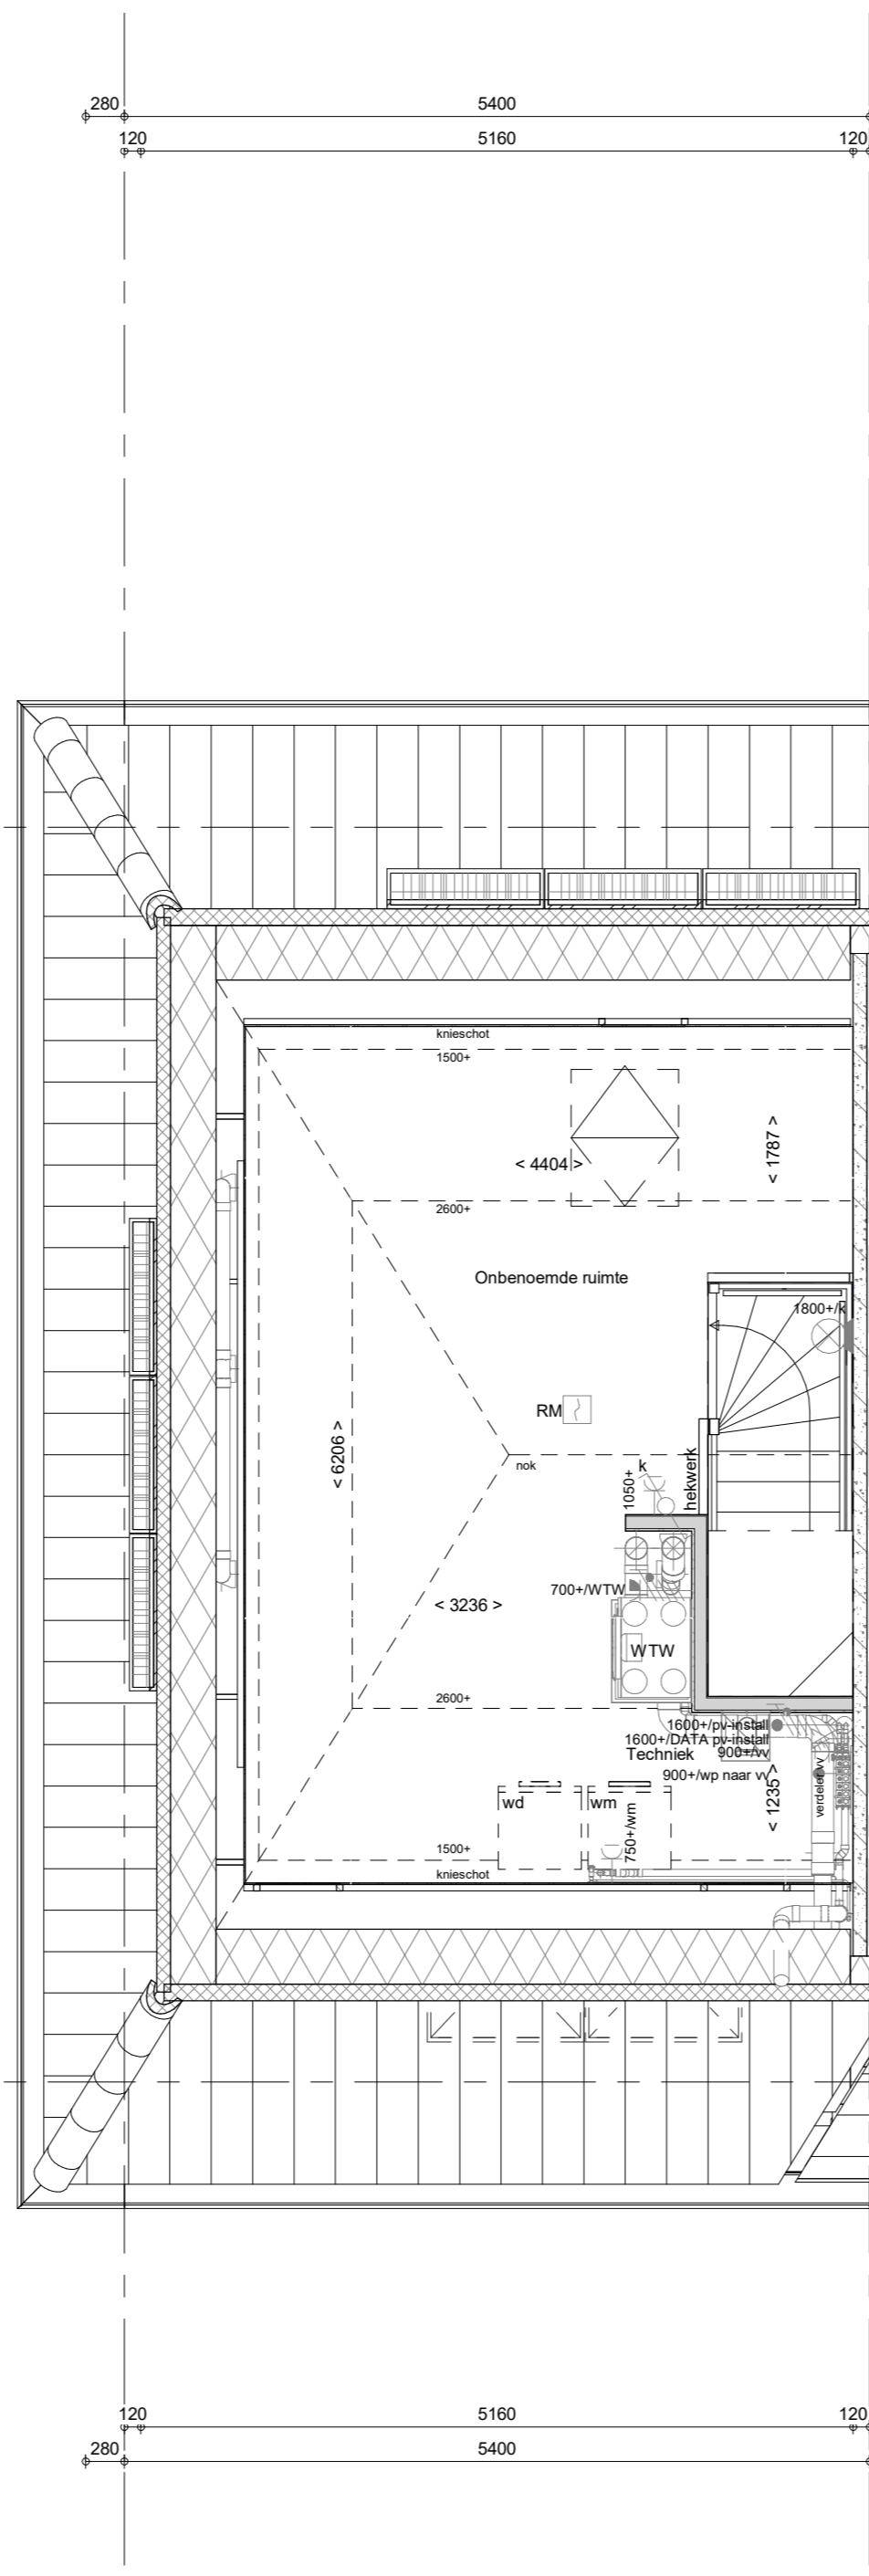 280 5400
120 5160 120
knieschot
1500+
< 4404 >
< 1787 >
2600+
Onbenoemde ruimte
1800+/k
RM
< 6206 >
nok
k
1050+
hekwerk
700+/WTW
< 3236 >
WTW
2600+
1600+/pv-install
1600+/DATA pv-install
Techniek 900+/vv
900+/wp naar vv
< 1235 >
verdeler vv
wd
wm
750+/wm
1500+
knieschot
120 5160 120
280 5400